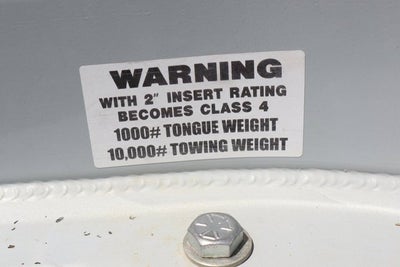 WARNING
WITH 2" INSERT RATING
BECOMES CLASS 4
1000# TONGUE WEIGHT
10,000# TOWING WEIGHT